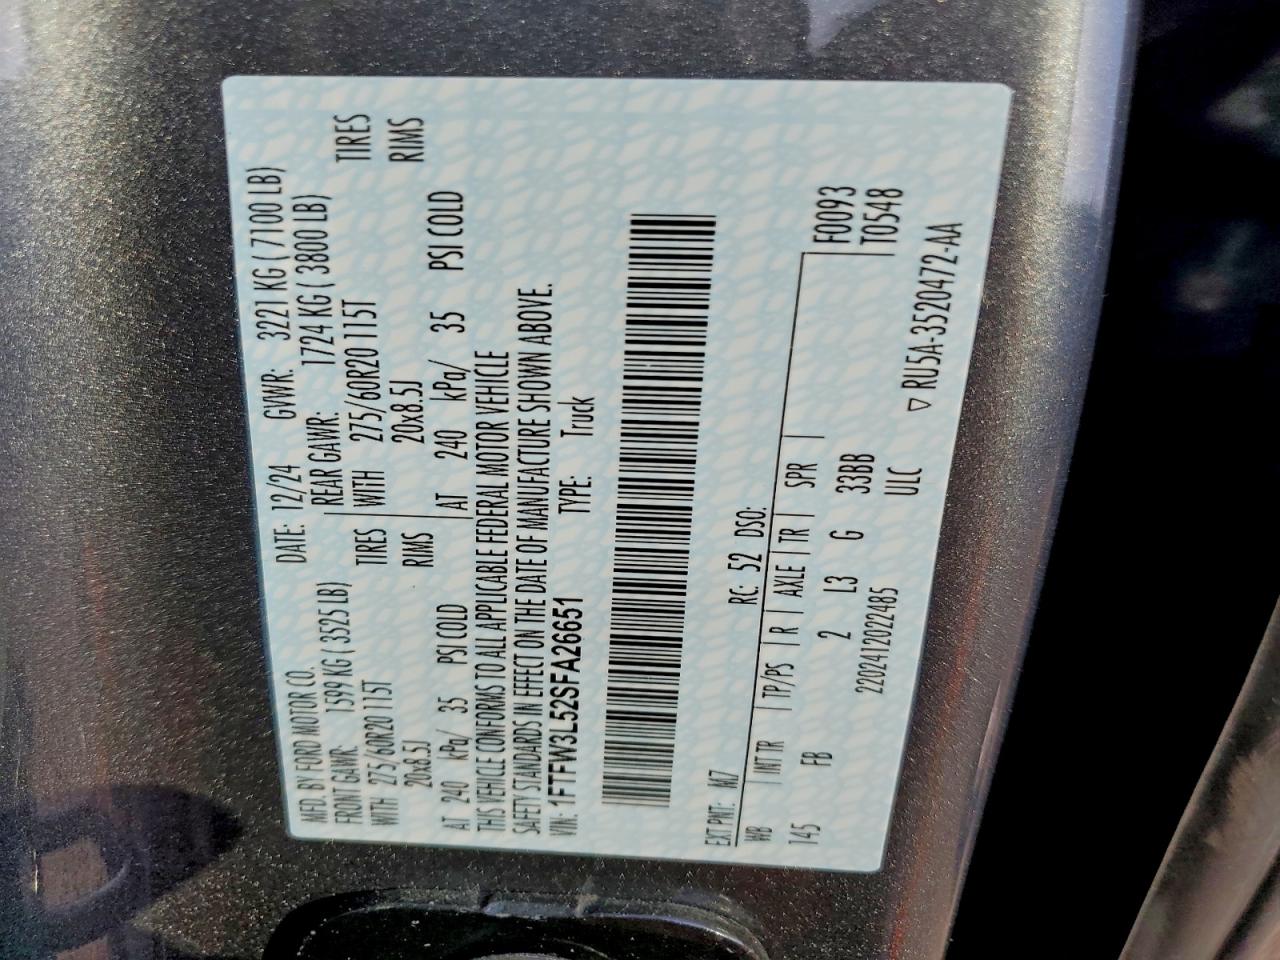 MFD. BY FORD MOTOR CO.
DATE: 12/24 GVWR: 3221 KG ( 7100 LB)
FRONT GAWR: 1599 KG ( 3525 LB)
REAR GAWR: 1724 KG ( 3800 LB)
WITH 275/60R20 115T TIRES
WITH 275/60R20 115T TIRES
20x8.5J RIMS
20x8.5J RIMS
AT 240 kPa/ 35 PSI COLD
AT 240 kPa/ 35 PSI COLD
THIS VEHICLE CONFORMS TO ALL APPLICABLE FEDERAL MOTOR VEHICLE
SAFETY STANDARDS IN EFFECT ON THE DATE OF MANUFACTURE SHOWN ABOVE.
VIN: 1FTFW3L52SFA26651 TYPE: Truck
EXT PNT: M7 RC: 52 DSO:
WB INT TR TP/PS R AXLE TR SPR
F0093
T0548
145 FB 2 L3 G 33BB
2202412022485 ULC
RU5A-3520472-AA